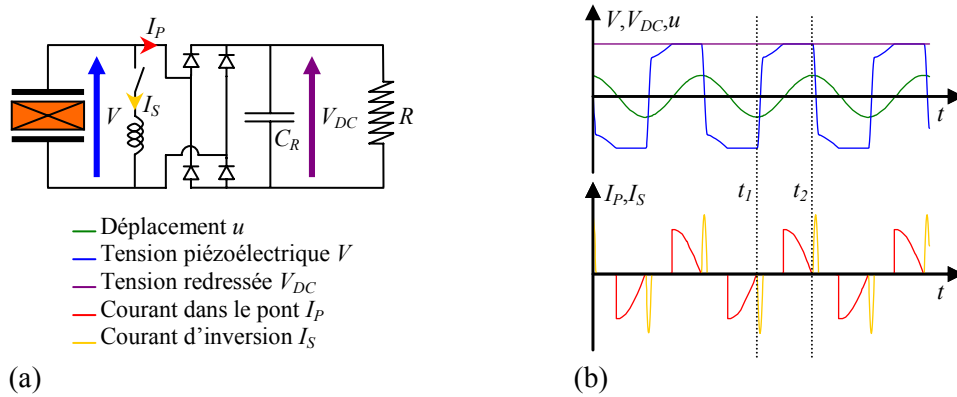 I_P
I_S
V
C_R
V_DC
R
Déplacement u
Tension piézoélectrique V
Tension redressée V_DC
Courant dans le pont I_P
Courant d’inversion I_S
(a)
V,V_DC,u
t
t_1
t_2
I_P,I_S
t
(b)